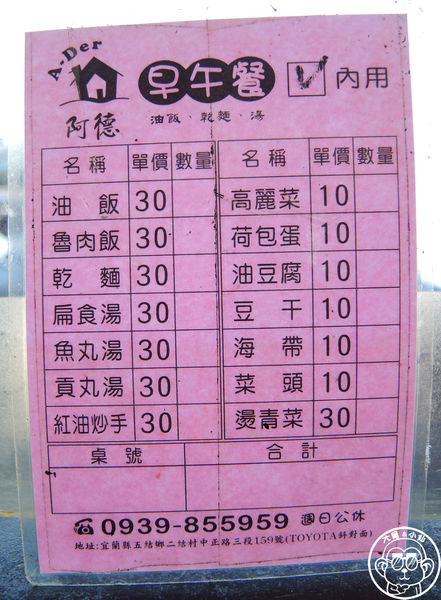 A-Der
阿德
早午餐
油飯、乾麵、湯
內用
名稱 單價 數量 名稱 單價 數量
油飯 30 高麗菜 10
魯肉飯 30 荷包蛋 10
乾麵 30 油豆腐 10
扁食湯 30 豆干 10
魚丸湯 30 海帶 10
貢丸湯 30 菜頭 10
紅油炒手 30 燙青菜 30
桌號 合計
☎0939-855959 週日公休
地址:宜蘭縣五結鄉二結村中正路三段159號(TOYOTA斜對面)